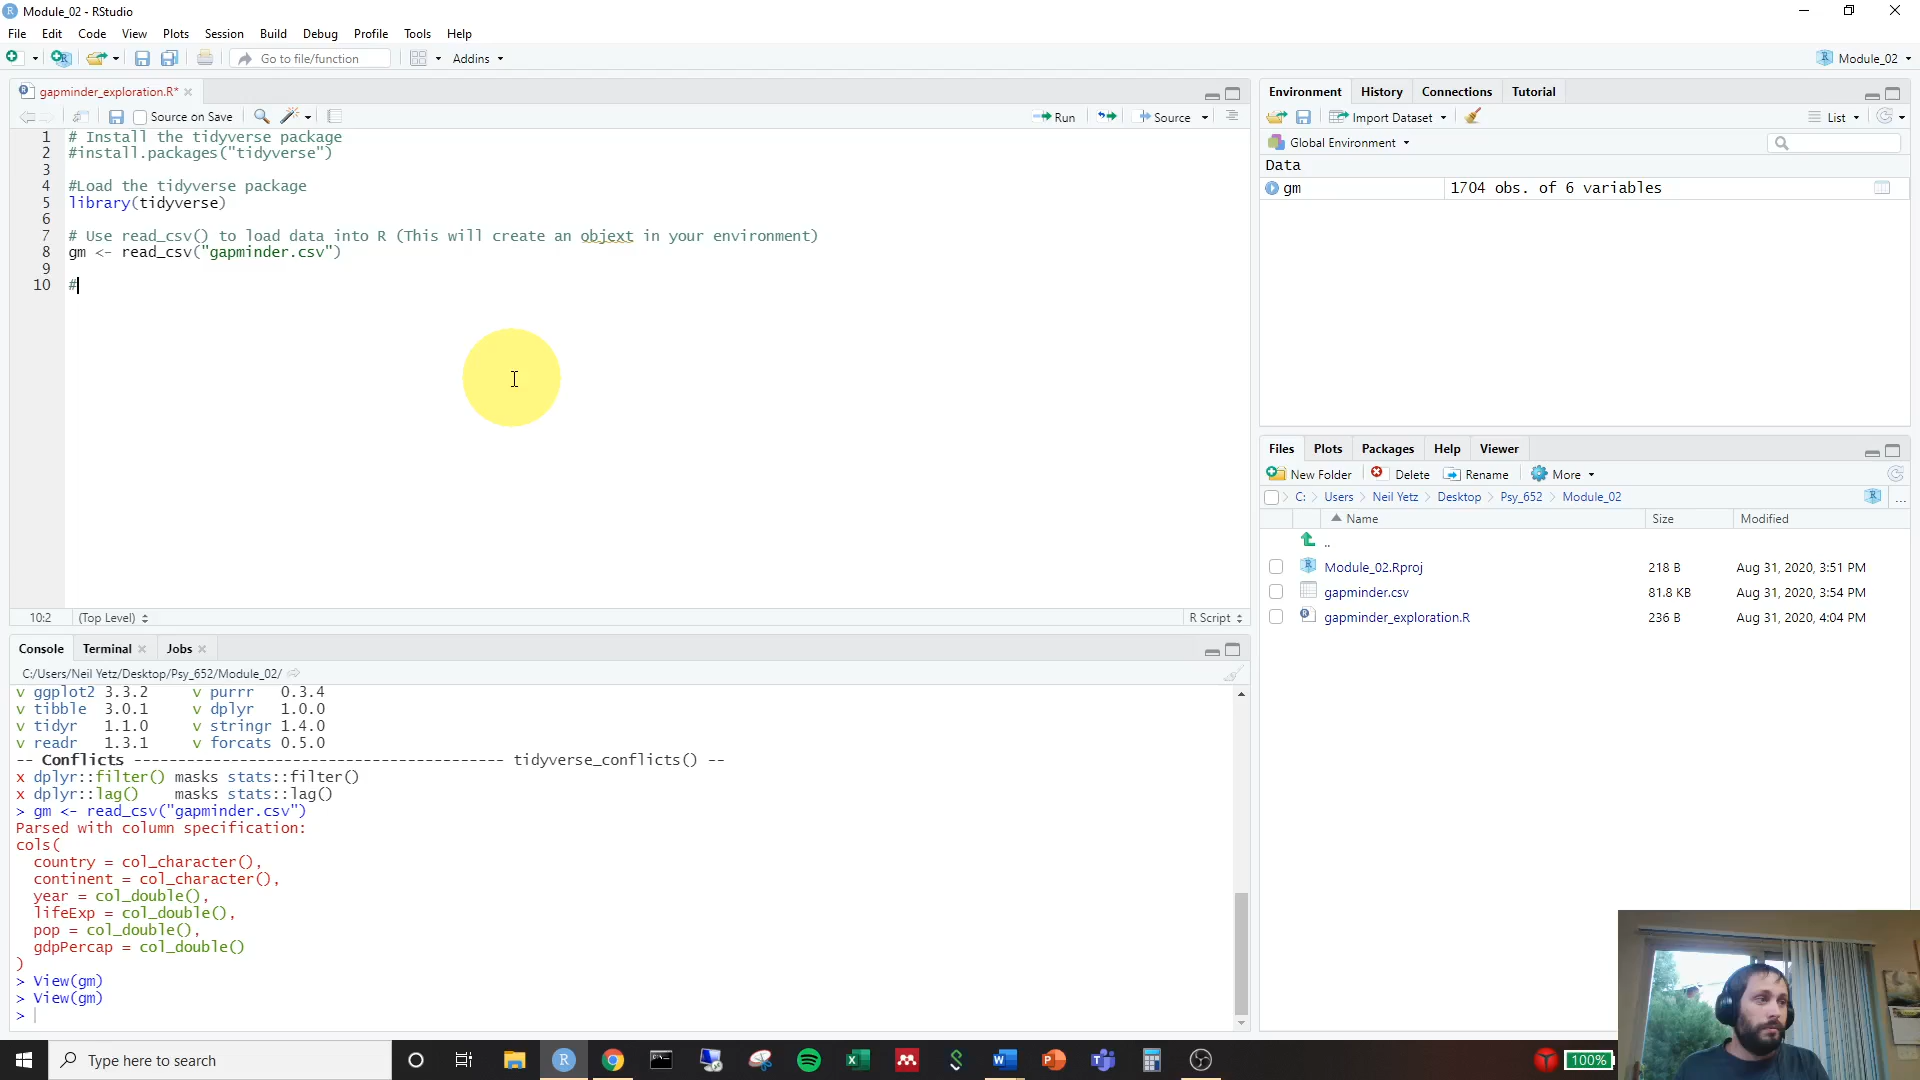 Module_02 - RStudio
File Edit Code View Plots Session Build Debug Profile Tools Help
Go to file/function Addins Module_02
gapminder_exploration.R*
Source on Save Run Source
1 # Install the tidyverse package
2 #install.packages("tidyverse")
3
4 #Load the tidyverse package
5 library(tidyverse)
6
7 # Use read_csv() to load data into R (This will create an objext in your environment)
8 gm <- read_csv("gapminder.csv")
9
10 #
10:2 (Top Level) R Script
Console Terminal Jobs
C:/Users/Neil Yetz/Desktop/Psy_652/Module_02/
v ggplot2 3.3.2 v purrr 0.3.4
v tibble 3.0.1 v dplyr 1.0.0
v tidyr 1.1.0 v stringr 1.4.0
v readr 1.3.1 v forcats 0.5.0
-- Conflicts ------------------------------------------ tidyverse_conflicts() --
x dplyr::filter() masks stats::filter()
x dplyr::lag() masks stats::lag()
> gm <- read_csv("gapminder.csv")
Parsed with column specification:
cols(
country = col_character(),
continent = col_character(),
year = col_double(),
lifeExp = col_double(),
pop = col_double(),
gdpPercap = col_double()
)
> View(gm)
> View(gm)
>
Environment History Connections Tutorial
Import Dataset List
Global Environment
Data
gm 1704 obs. of 6 variables
Files Plots Packages Help Viewer
New Folder Delete Rename More
C: Users Neil Yetz Desktop Psy_652 Module_02 ...
Name Size Modified
..
Module_02.Rproj 218 B Aug 31, 2020, 3:51 PM
gapminder.csv 81.8 KB Aug 31, 2020, 3:54 PM
gapminder_exploration.R 236 B Aug 31, 2020, 4:04 PM
Type here to search
100%